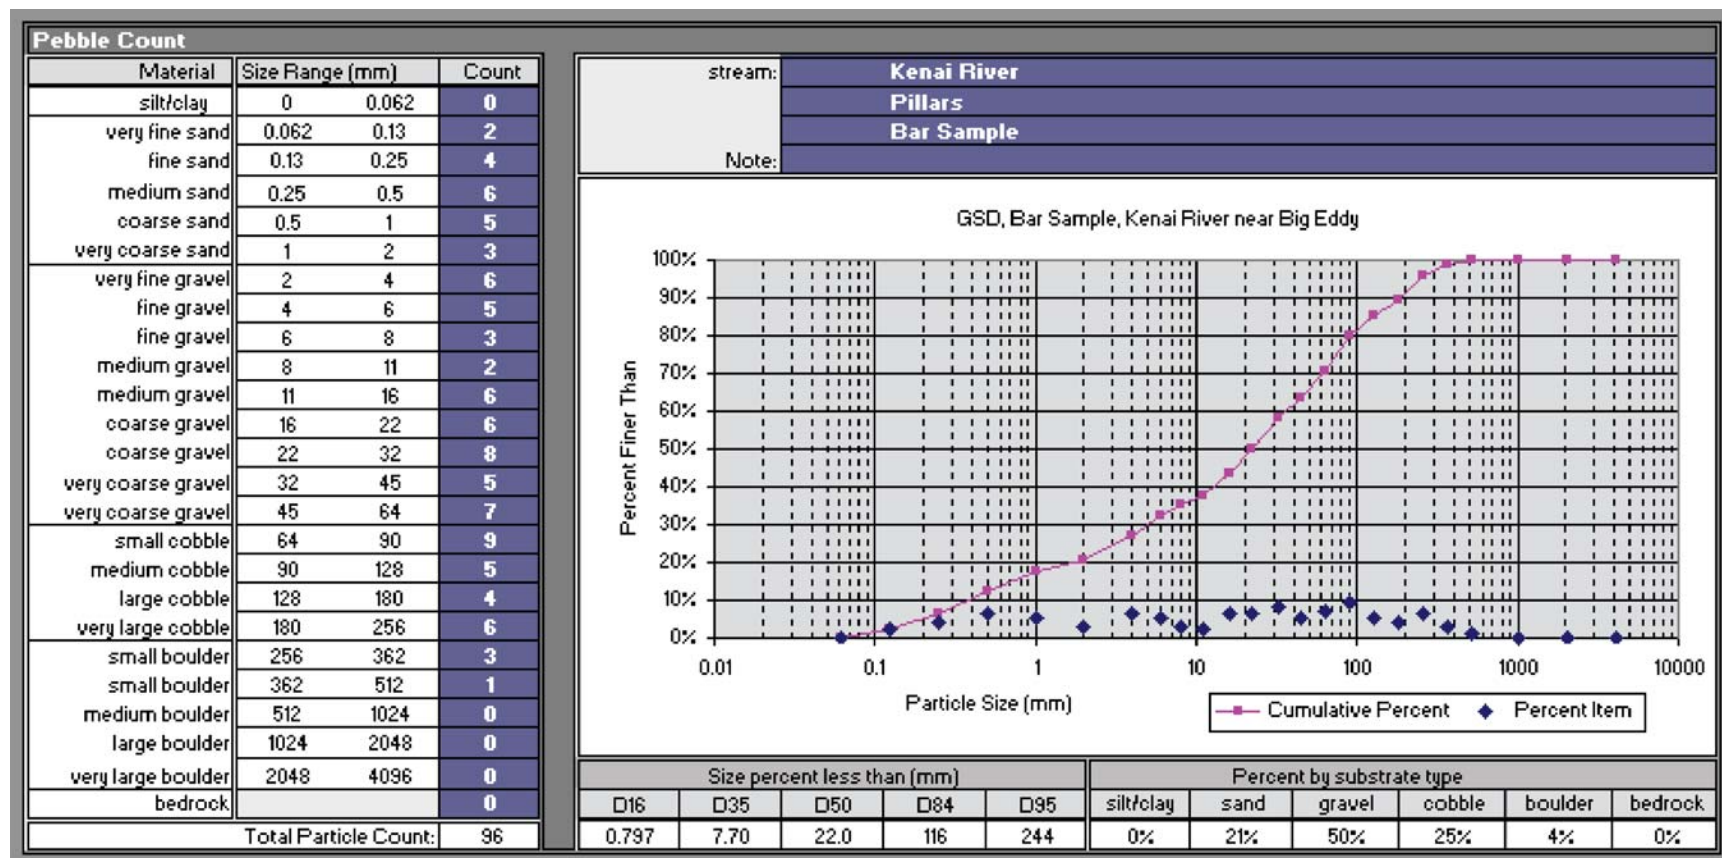 Pebble Count
Material Size Range (mm) Count
silt/clay 0 0.062 0
very fine sand 0.062 0.13 2
fine sand 0.13 0.25 4
medium sand 0.25 0.5 6
coarse sand 0.5 1 5
very coarse sand 1 2 3
very fine gravel 2 4 6
fine gravel 4 6 5
fine gravel 6 8 3
medium gravel 8 11 2
medium gravel 11 16 6
coarse gravel 16 22 6
coarse gravel 22 32 8
very coarse gravel 32 45 5
very coarse gravel 45 64 7
small cobble 64 90 9
medium cobble 90 128 5
large cobble 128 180 4
very large cobble 180 256 6
small boulder 256 362 3
small boulder 362 512 1
medium boulder 512 1024 0
large boulder 1024 2048 0
very large boulder 2048 4096 0
bedrock 0
Total Particle Count: 96
stream: Kenai River
Pillars
Bar Sample
Note:
GSD, Bar Sample, Kenai River near Big Eddy
Percent Finer Than
100%
90%
80%
70%
60%
50%
40%
30%
20%
10%
0%
0.01 0.1 1 10 100 1000 10000
Particle Size (mm)
Cumulative Percent Percent Item
Size percent less than (mm) Percent by substrate type
D16 D35 D50 D84 D95 silt/clay sand gravel cobble boulder bedrock
0.797 7.70 22.0 116 244 0% 21% 50% 25% 4% 0%